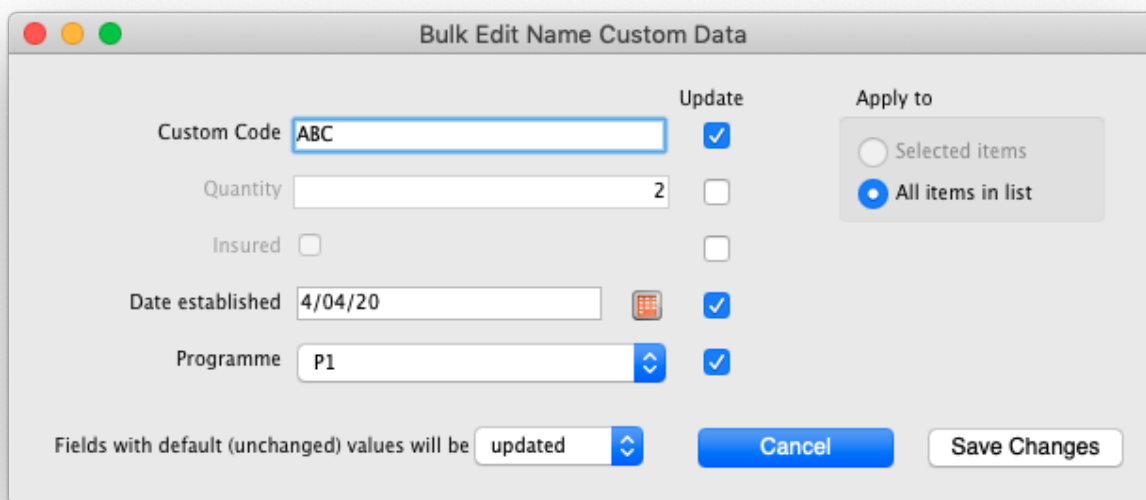 Bulk Edit Name Custom Data
Update
Apply to
Custom Code ABC
Selected items
Quantity 2
All items in list
Insured
Date established 4/04/20
Programme P1
Fields with default (unchanged) values will be updated
Cancel
Save Changes